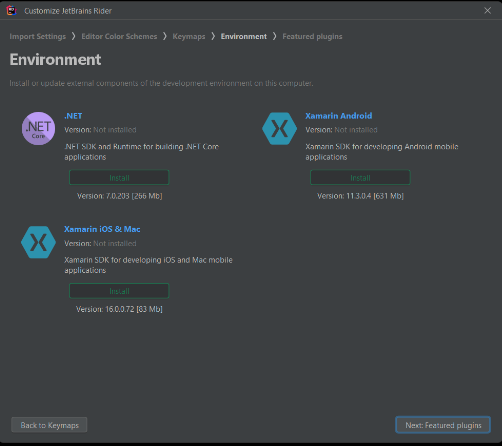 Customize JetBrains Rider
Import Settings > Editor Color Schemes > Keymaps > Environment > Featured plugins
Environment
Install or update external components of the development environment on this computer.
.NET
Core
.NET
Version: Not installed
.NET SDK and Runtime for building .NET Core
applications
Install
Version: 7.0.203 [266 Mb]
Xamarin Android
Version: Not installed
Xamarin SDK for developing Android mobile
applications
Install
Version: 11.3.0.4 [631 Mb]
Xamarin iOS & Mac
Version: Not installed
Xamarin SDK for developing iOS and Mac mobile
applications
Install
Version: 16.0.0.72 [83 Mb]
Back to Keymaps
Next: Featured plugins